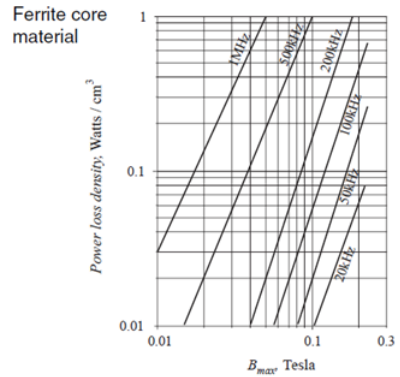 Ferrite core
material
Power loss density, Watts / cm³
1
0.1
0.01
1MHz
500kHz
200kHz
100kHz
50kHz
20kHz
0.01
0.1
0.3
Bmax, Tesla